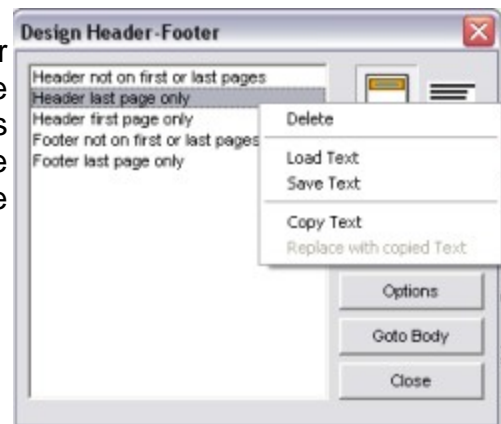 Design Header-Footer
Header not on first or last pages
Header last page only
Header first page only
Footer not on first or last pages
Footer last page only
Delete
Load Text
Save Text
Copy Text
Replace with copied Text
Options
Goto Body
Close